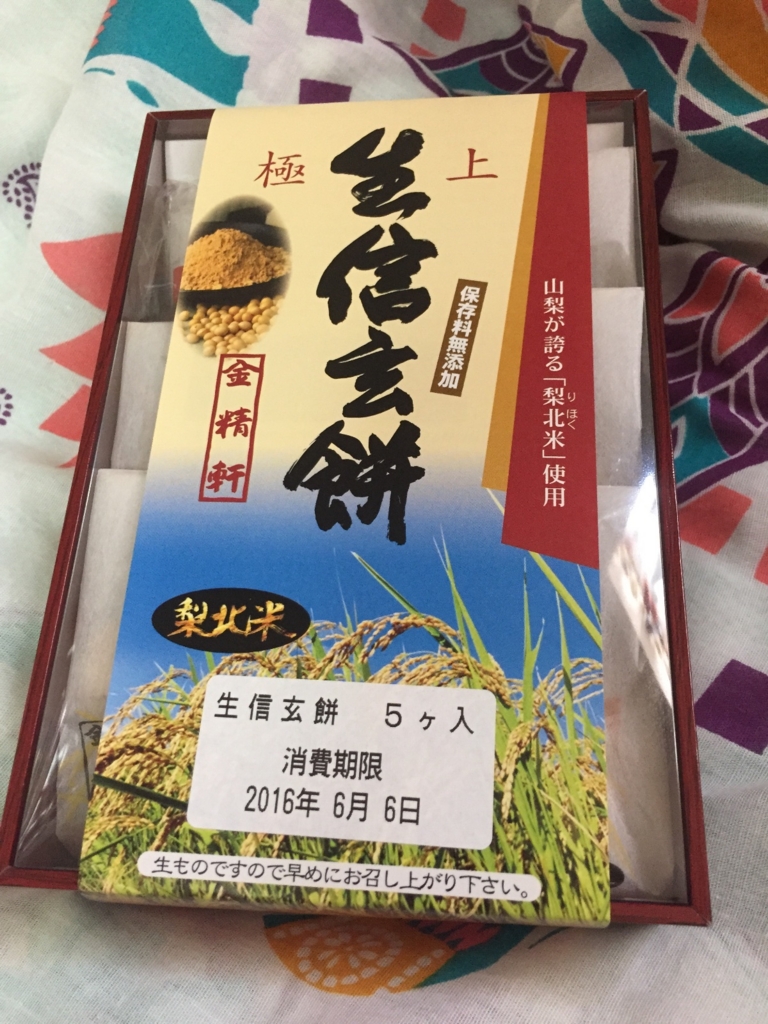 極上
生信玄餅
保存料無添加
山梨が誇る「梨北米」使用
りほく
金精軒
梨北米
生信玄餅 5ヶ入
消費期限
2016年 6月 6日
生ものですので早めにお召し上がり下さい。
金